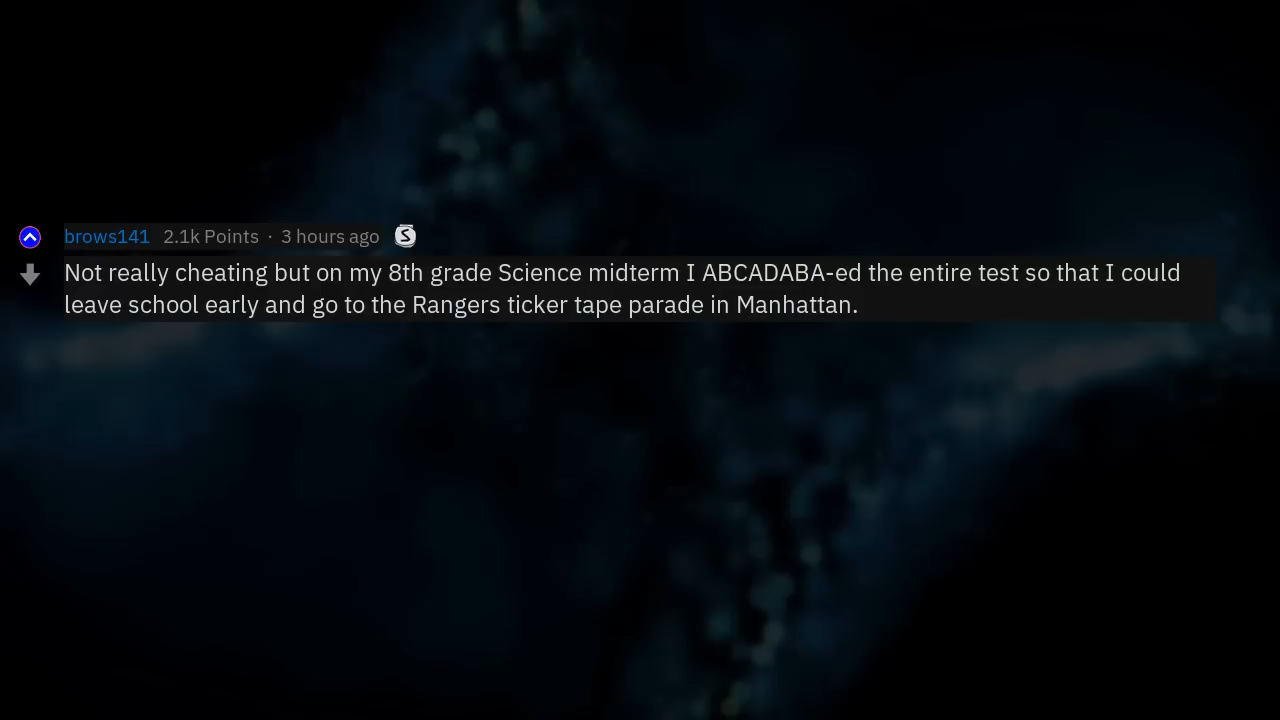 brows141 2.1k Points · 3 hours ago S
Not really cheating but on my 8th grade Science midterm I ABCADABA-ed the entire test so that I could
leave school early and go to the Rangers ticker tape parade in Manhattan.